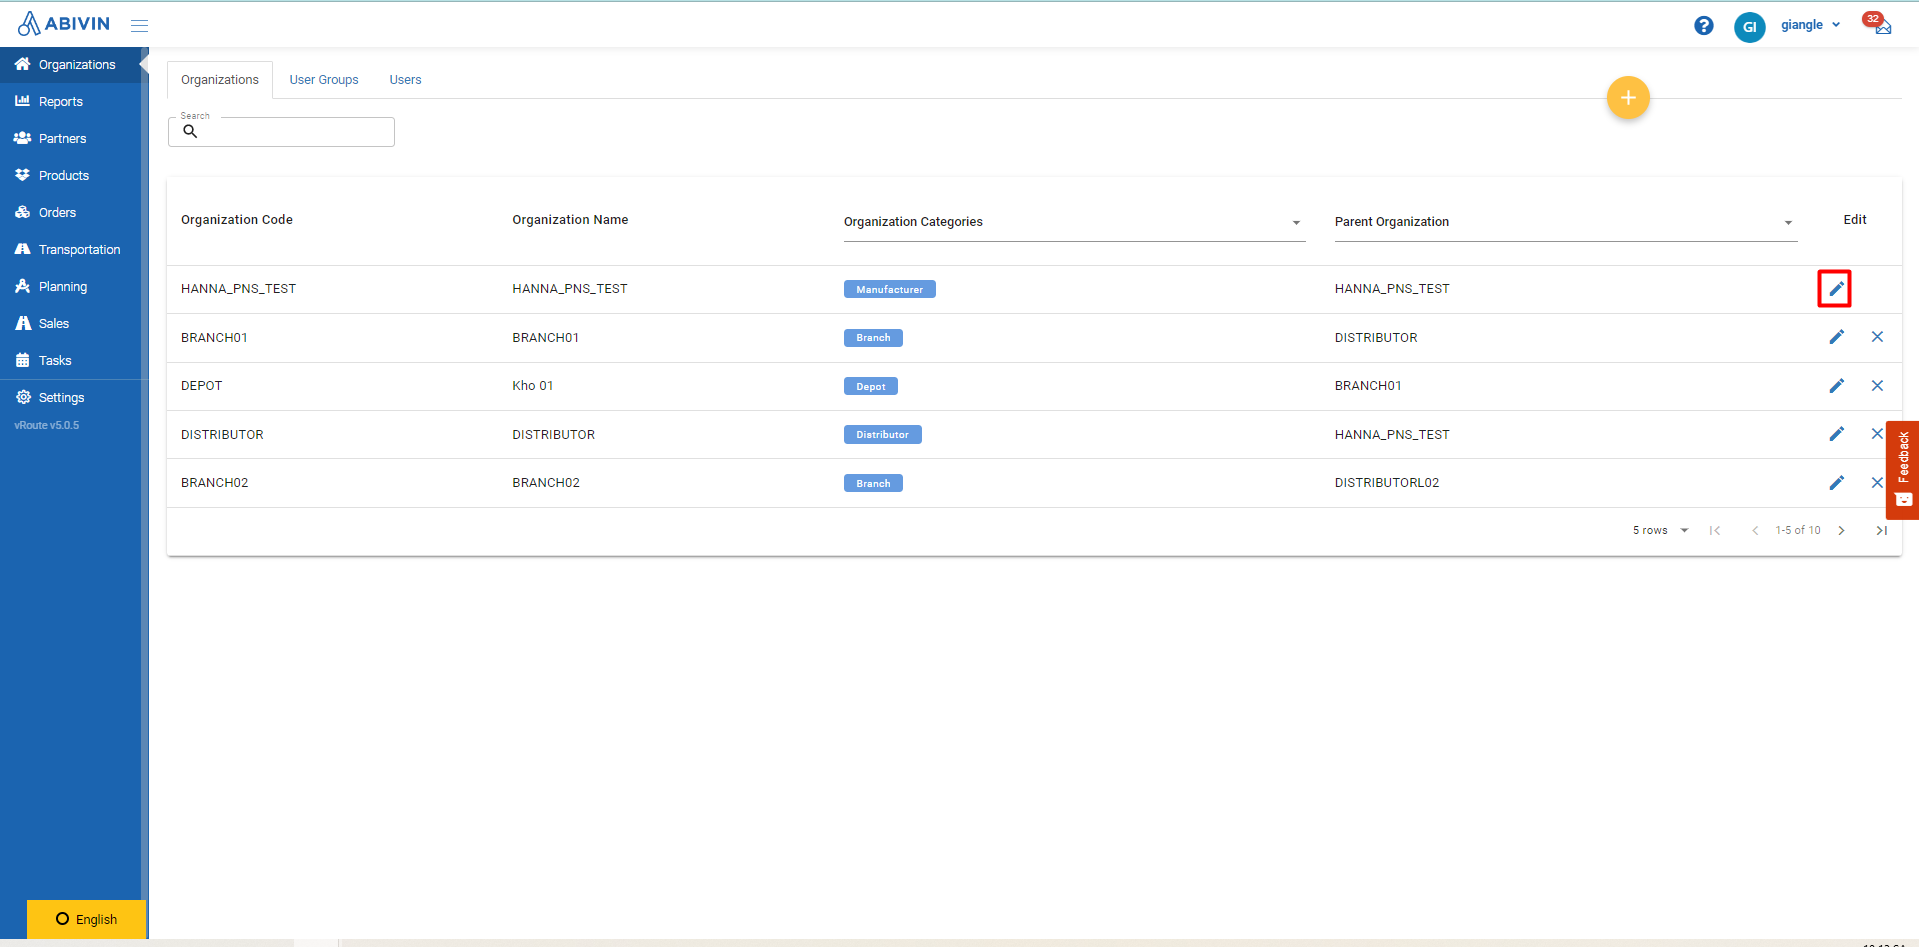 ABIVIN
GI
giangle
32
Organizations
Reports
Partners
Products
Orders
Transportation
Planning
Sales
Tasks
Settings
vRoute v5.0.5
English
Organizations User Groups Users
+
Search
Organization Code Organization Name Organization Categories Parent Organization Edit
HANNA_PNS_TEST HANNA_PNS_TEST Manufacturer HANNA_PNS_TEST
BRANCH01 BRANCH01 Branch DISTRIBUTOR
DEPOT Kho 01 Depot BRANCH01
DISTRIBUTOR DISTRIBUTOR Distributor HANNA_PNS_TEST
BRANCH02 BRANCH02 Branch DISTRIBUTORL02
5 rows 1-5 of 10
Feedback